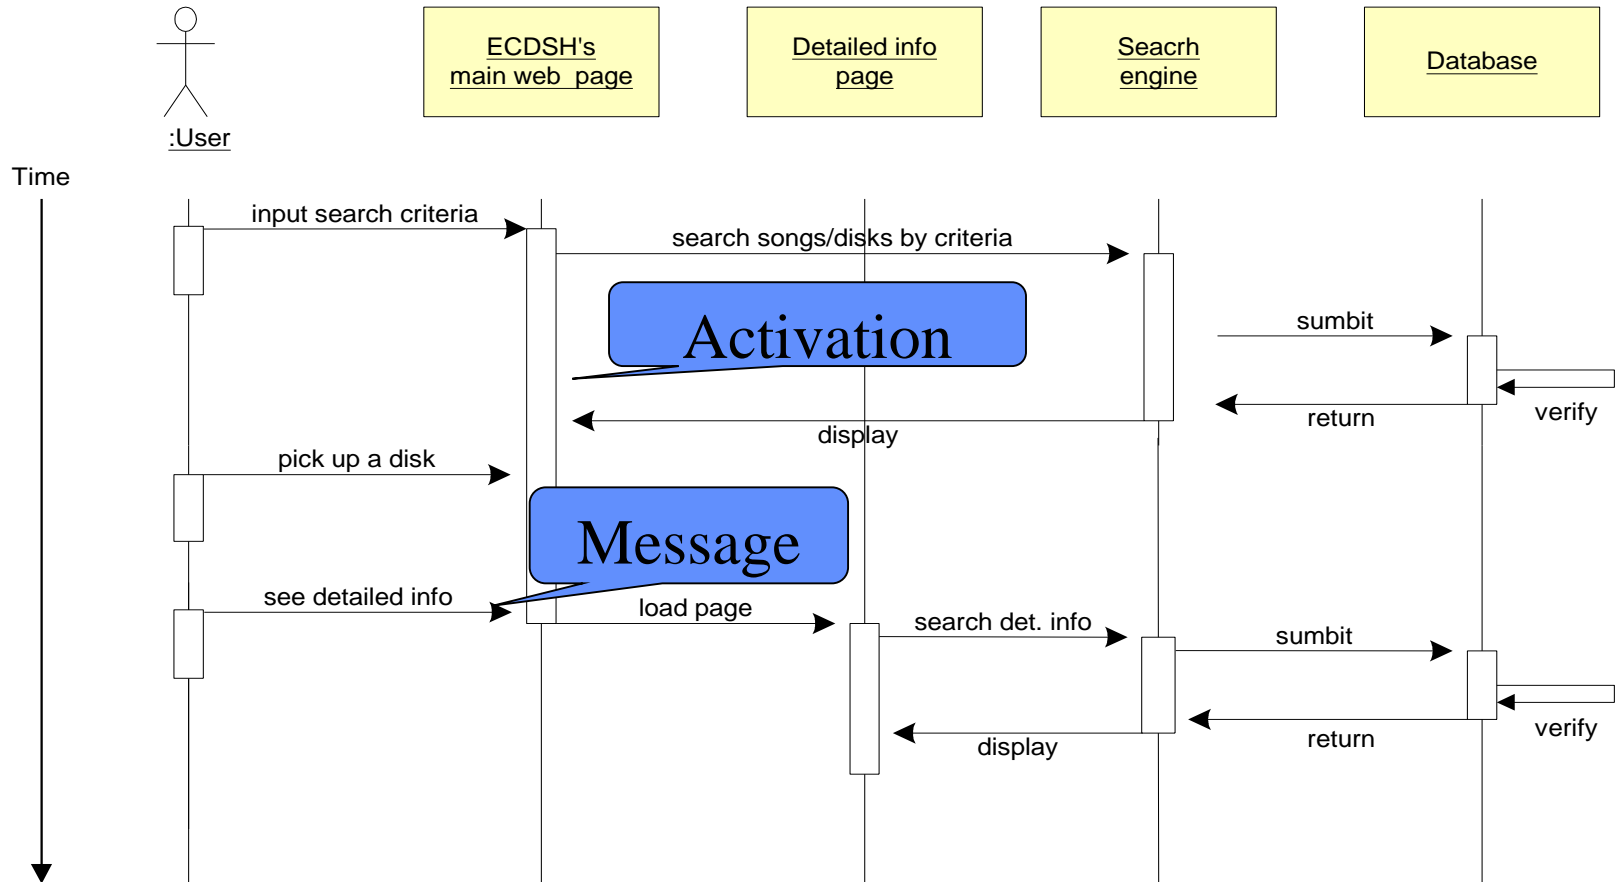 ECDSH's
main web page
Detailed info
page
Seacrh
engine
Database
:User
Time
input search criteria
search songs/disks by criteria
Activation
sumbit
verify
return
display
pick up a disk
Message
see detailed info
load page
search det. info
sumbit
verify
return
display